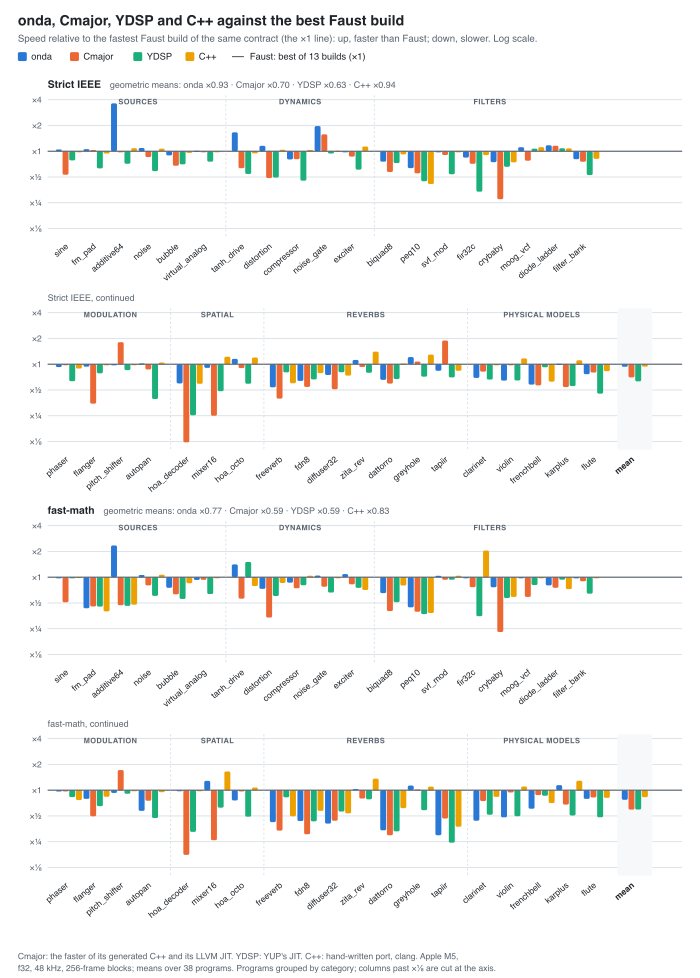 onda, Cmajor, YDSP and C++ against the best Faust build
Speed relative to the fastest Faust build of the same contract (the ×1 line): up, faster than Faust; down, slower. Log scale.
onda Cmajor YDSP C++ Faust: best of 13 builds (×1)
Strict IEEE geometric means: onda ×0.93 · Cmajor ×0.70 · YDSP ×0.63 · C++ ×0.94
×4
SOURCES DYNAMICS FILTERS
×2
×1
×½
×¼
×⅛
sine fm_pad additive64 noise bubble virtual_analog tanh_drive distortion compressor noise_gate exciter biquad8 peq10 svf_mod fir32c crybaby moog_vcf diode_ladder filter_bank
Strict IEEE, continued
×4
MODULATION SPATIAL REVERBS PHYSICAL MODELS
×2
×1
×½
×¼
×⅛
phaser flanger pitch_shifter autopan hoa_decoder mixer16 hoa_octo freeverb fdn8 diffuser32 zita_rev dattorro greyhole tapiir clarinet violin frenchbell karplus flute mean
fast-math geometric means: onda ×0.77 · Cmajor ×0.59 · YDSP ×0.59 · C++ ×0.83
×4
SOURCES DYNAMICS FILTERS
×2
×1
×½
×¼
×⅛
sine fm_pad additive64 noise bubble virtual_analog tanh_drive distortion compressor noise_gate exciter biquad8 peq10 svf_mod fir32c crybaby moog_vcf diode_ladder filter_bank
fast-math, continued
×4
MODULATION SPATIAL REVERBS PHYSICAL MODELS
×2
×1
×½
×¼
×⅛
phaser flanger pitch_shifter autopan hoa_decoder mixer16 hoa_octo freeverb fdn8 diffuser32 zita_rev dattorro greyhole tapiir clarinet violin frenchbell karplus flute mean
Cmajor: the faster of its generated C++ and its LLVM JIT. YDSP: YUP's JIT. C++: hand-written port, clang. Apple M5,
f32, 48 kHz, 256-frame blocks; means over 38 programs. Programs grouped by category; columns past ×⅛ are cut at the axis.